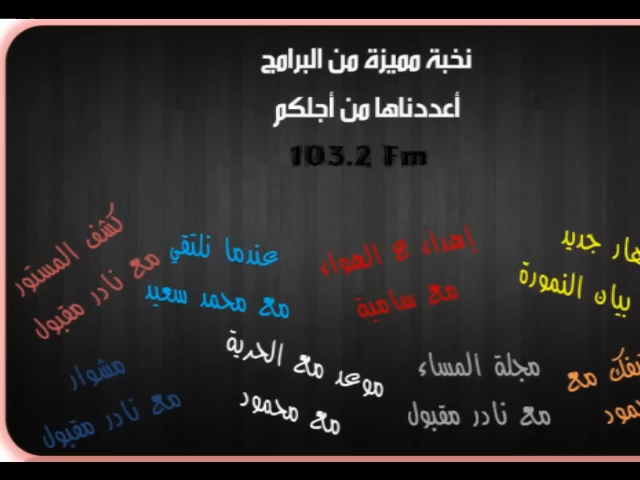 نخبة مميزة من البرامج
أعددناها من أجلكم
103.2 Fm
جديد
بيان النمورة
إهداء ع الهواء
مع سامية
عندما نلتقي
مع محمد سعيد
كشف المستور
مع نادر مقبول
مع
مجلة المساء
مع نادر مقبول
موعد مع الحرية
مع محمود
مشوار
مع نادر مقبول